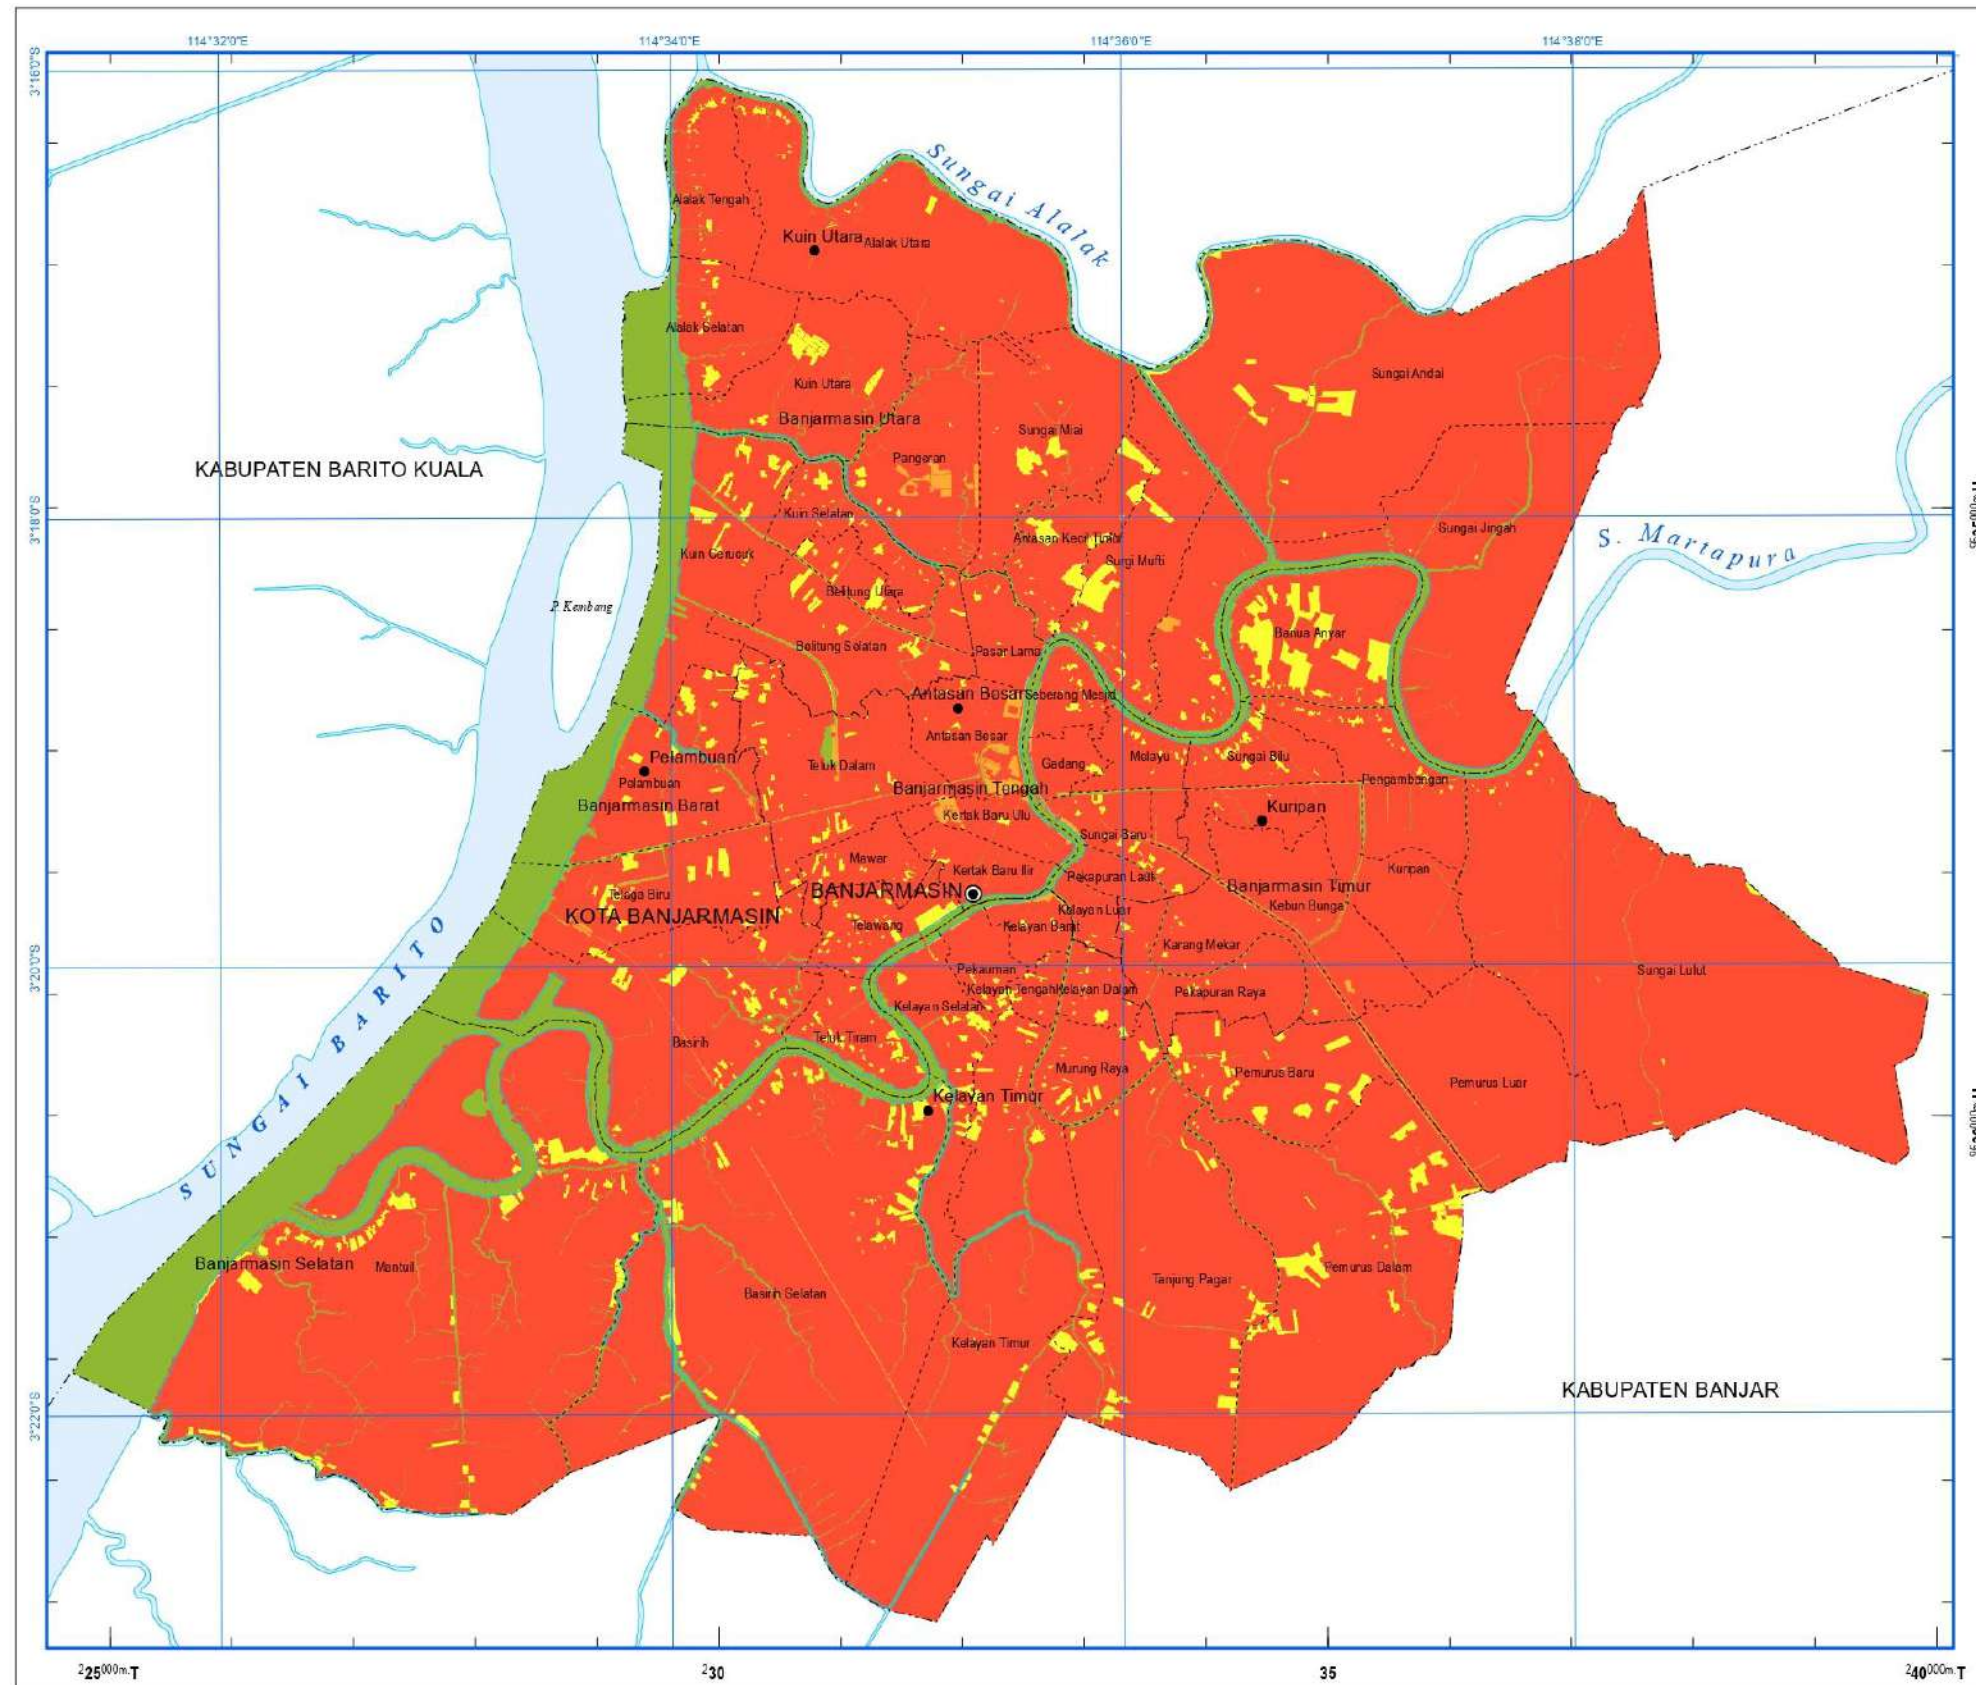 114°32'0"E
114°34'0"E
114°36'0"E
114°38'0"E
3°16'0"S
Sungai Alalak
Alalak Tengah
Kuin Utara
Alalak Utara
Alalak Selatan
Sungai Andai
Kuin Utara
Banjarmasin Utara
Sungai Miai
Pangeran
KABUPATEN BARITO KUALA
3°18'0"S
Kuin Selatan
Sungai Jingah
S. Martapura
Antasan Kecil Timur
Kuin Cerucuk
Surgi Mufti
Belitung Utara
P. Kembang
Banua Anyar
Belitung Selatan
Pasar Lama
Antasan Besar
Seberang Mesjid
Antasan Besar
Pelambuan
Teluk Dalam
Gadang
Melayu
Sungai Bilu
Pelambuan
Pengambangan
Banjarmasin Tengah
Banjarmasin Barat
Kuripan
Kertak Baru Ulu
Sungai Baru
Mawar
Kertak Baru Ilir
Kuripan
Pekapuran Laut
Telaga Biru
BANJARMASIN
Banjarmasin Timur
KOTA BANJARMASIN
Kelayan Luar
Kebun Bunga
Telawang
Kelayan Barat
Karang Mekar
3°20'0"S
Pekauman
Sungai Lulut
Kelayan Tengah
Kelayan Dalam
Pekapuran Raya
Kelayan Selatan
SUNGAI BARITO
Basirih
Teluk Tiram
Murung Raya
Pemurus Baru
Pemurus Luar
Kelayan Timur
Banjarmasin Selatan
Mantuil
Pemurus Dalam
Tanjung Pagar
Basirih Selatan
Kelayan Timur
KABUPATEN BANJAR
3°22'0"S
225000m.T
230
35
240000m.T